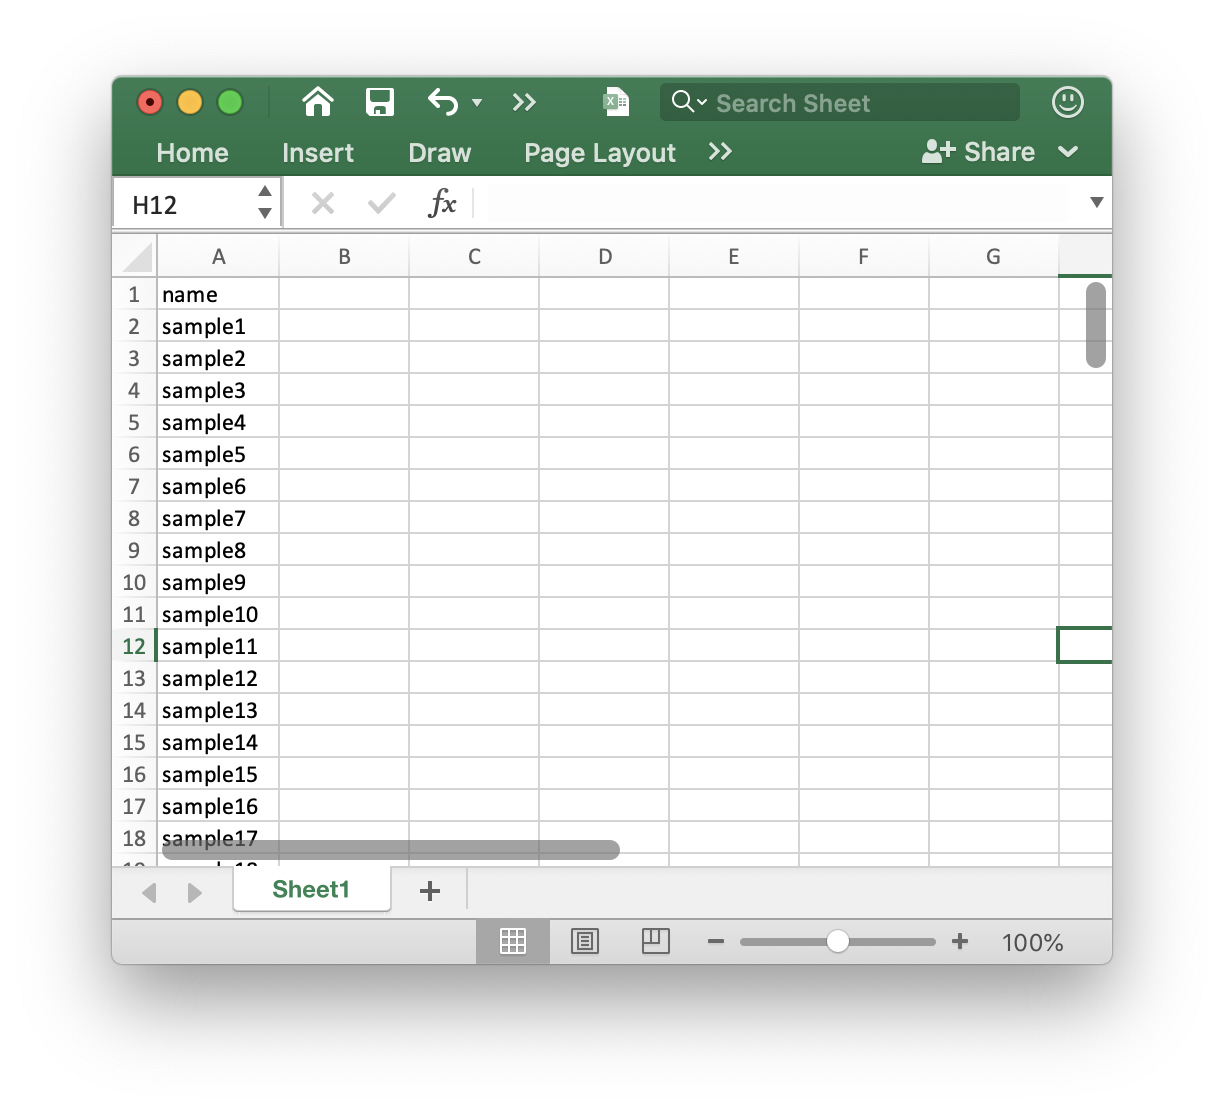 Search Sheet
Home Insert Draw Page Layout Share
H12 fx
A B C D E F G
1 name
2 sample1
3 sample2
4 sample3
5 sample4
6 sample5
7 sample6
8 sample7
9 sample8
10 sample9
11 sample10
12 sample11
13 sample12
14 sample13
15 sample14
16 sample15
17 sample16
18 sample17
Sheet1 +
100%